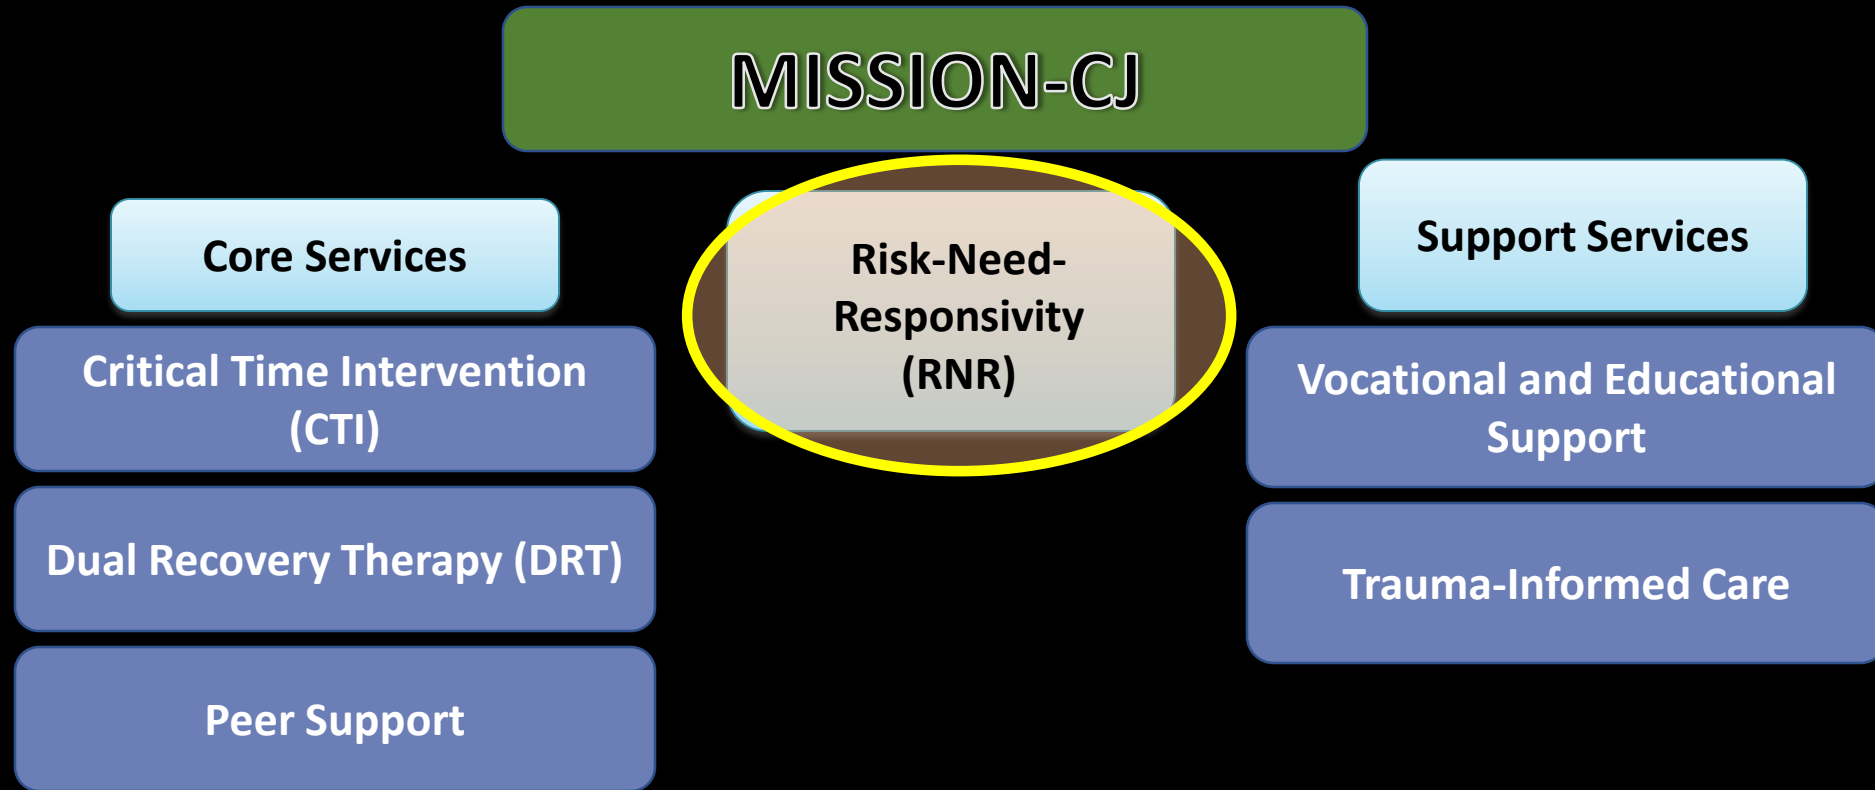 MISSION-CJ
Core Services
Critical Time Intervention
(CTI)
Dual Recovery Therapy (DRT)
Peer Support
Risk-Need-
Responsivity
(RNR)
Support Services
Vocational and Educational
Support
Trauma-Informed Care